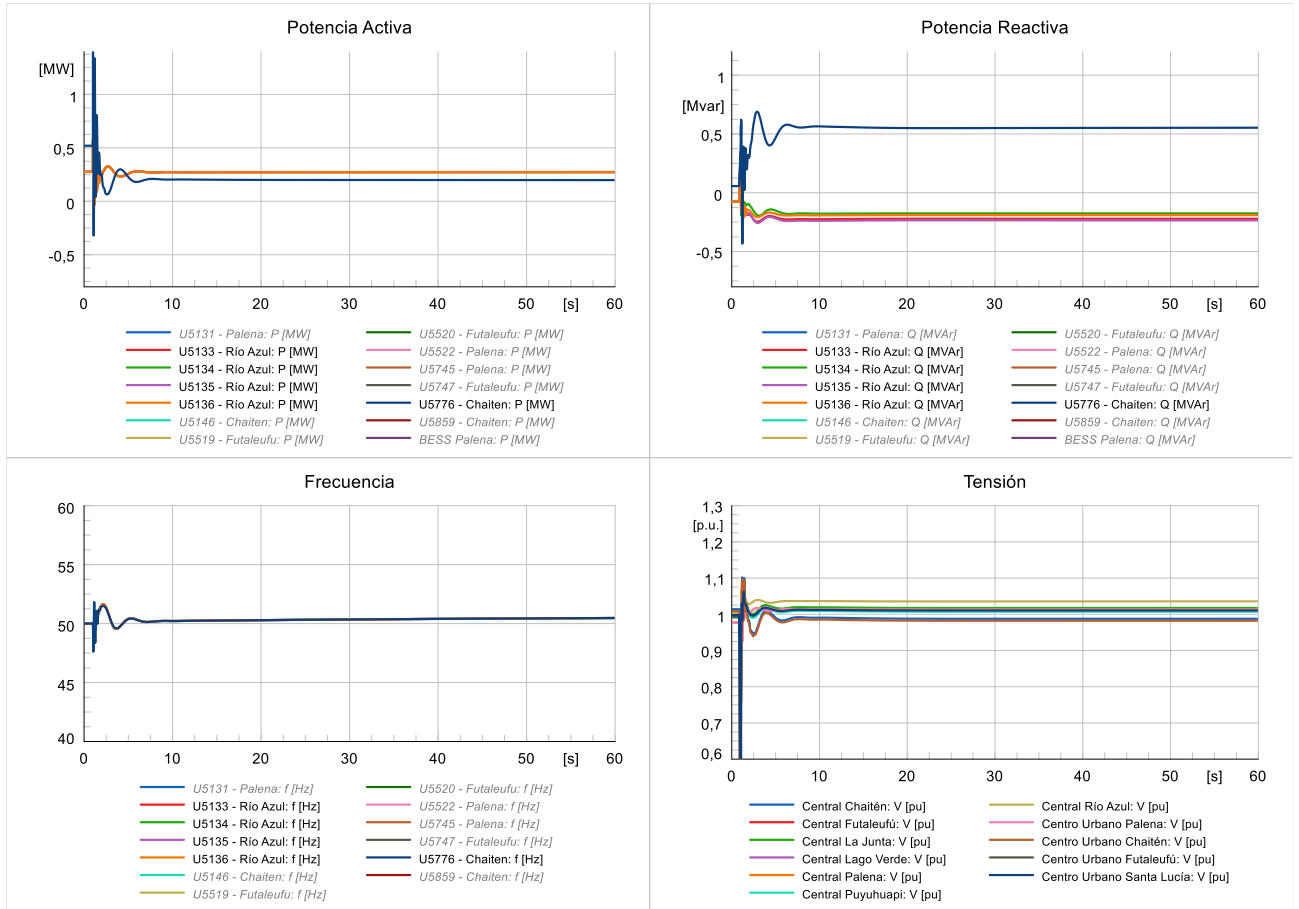 Potencia Activa
[MW]
1
0,5
0
-0,5
0
10
20
30
40
50
[s]
60
U5131 - Palena: P [MW]
U5133 - Río Azul: P [MW]
U5134 - Río Azul: P [MW]
U5135 - Río Azul: P [MW]
U5136 - Río Azul: P [MW]
U5146 - Chaiten: P [MW]
U5519 - Futaleufu: P [MW]
U5520 - Futaleufu: P [MW]
U5522 - Palena: P [MW]
U5745 - Palena: P [MW]
U5747 - Futaleufu: P [MW]
U5776 - Chaiten: P [MW]
U5859 - Chaiten: P [MW]
BESS Palena: P [MW]
Potencia Reactiva
1
[Mvar]
0,5
0
-0,5
0
10
20
30
40
50
[s]
60
U5131 - Palena: Q [MVAr]
U5133 - Río Azul: Q [MVAr]
U5134 - Río Azul: Q [MVAr]
U5135 - Río Azul: Q [MVAr]
U5136 - Río Azul: Q [MVAr]
U5146 - Chaiten: Q [MVAr]
U5519 - Futaleufu: Q [MVAr]
U5520 - Futaleufu: Q [MVAr]
U5522 - Palena: Q [MVAr]
U5745 - Palena: Q [MVAr]
U5747 - Futaleufu: Q [MVAr]
U5776 - Chaiten: Q [MVAr]
U5859 - Chaiten: Q [MVAr]
BESS Palena: Q [MVAr]
Frecuencia
60
55
50
45
40
0
10
20
30
40
50
[s]
60
U5131 - Palena: f [Hz]
U5133 - Río Azul: f [Hz]
U5134 - Río Azul: f [Hz]
U5135 - Río Azul: f [Hz]
U5136 - Río Azul: f [Hz]
U5146 - Chaiten: f [Hz]
U5519 - Futaleufu: f [Hz]
U5520 - Futaleufu: f [Hz]
U5522 - Palena: f [Hz]
U5745 - Palena: f [Hz]
U5747 - Futaleufu: f [Hz]
U5776 - Chaiten: f [Hz]
U5859 - Chaiten: f [Hz]
Tensión
1,3
[p.u.]
1,2
1,1
1
0,9
0,8
0,7
0,6
0
10
20
30
40
50
[s]
60
Central Chaitén: V [pu]
Central Futaleufú: V [pu]
Central La Junta: V [pu]
Central Lago Verde: V [pu]
Central Palena: V [pu]
Central Puyuhuapi: V [pu]
Central Río Azul: V [pu]
Centro Urbano Palena: V [pu]
Centro Urbano Chaitén: V [pu]
Centro Urbano Futaleufú: V [pu]
Centro Urbano Santa Lucía: V [pu]